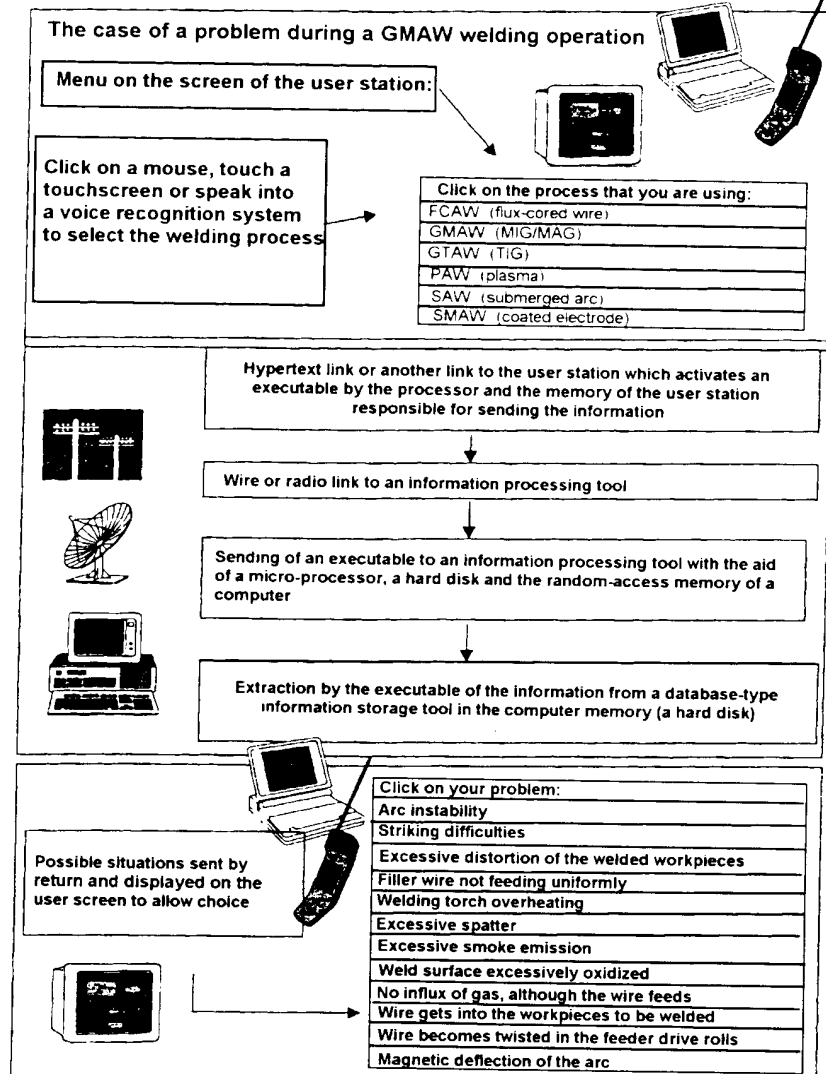 The case of a problem during a GMAW welding operation
Menu on the screen of the user station:
Click on a mouse, touch a
touchscreen or speak into
a voice recognition system
to select the welding process
Click on the process that you are using:
FCAW (flux-cored wire)
GMAW (MIG/MAG)
GTAW (TIG)
PAW (plasma)
SAW (submerged arc)
SMAW (coated electrode)
Hypertext link or another link to the user station which activates an
executable by the processor and the memory of the user station
responsible for sending the information
Wire or radio link to an information processing tool
Sending of an executable to an information processing tool with the aid
of a micro-processor, a hard disk and the random-access memory of a
computer
Extraction by the executable of the information from a database-type
information storage tool in the computer memory (a hard disk)
Possible situations sent by
return and displayed on the
user screen to allow choice
Click on your problem:
Arc instability
Striking difficulties
Excessive distortion of the welded workpieces
Filler wire not feeding uniformly
Welding torch overheating
Excessive spatter
Excessive smoke emission
Weld surface excessively oxidized
No influx of gas, although the wire feeds
Wire gets into the workpieces to be welded
Wire becomes twisted in the feeder drive rolls
Magnetic deflection of the arc